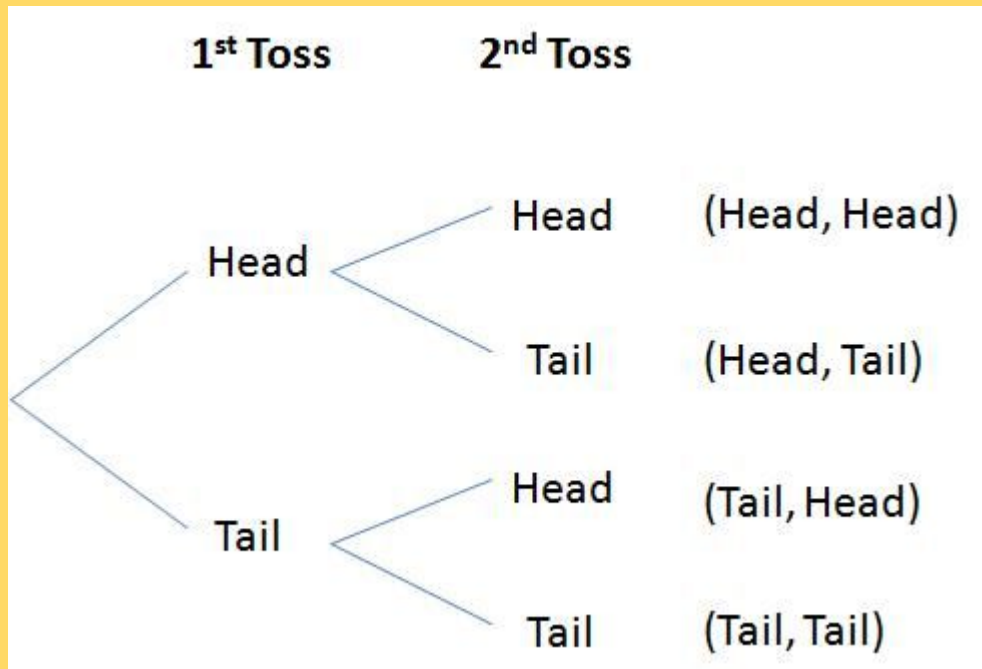 1st Toss 2nd Toss
Head (Head, Head)
Head
Tail (Head, Tail)
Head (Tail, Head)
Tail
Tail (Tail, Tail)